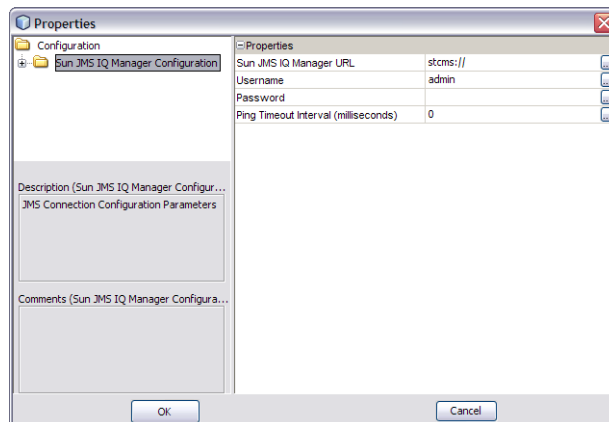 Properties
Configuration
Sun JMS IQ Manager Configuration
Properties
Sun JMS IQ Manager URL stcms://
Username admin
Password
Ping Timeout Interval (milliseconds) 0
Description (Sun JMS IQ Manager Configur...
JMS Connection Configuration Parameters
Comments (Sun JMS IQ Manager Configura...
OK
Cancel